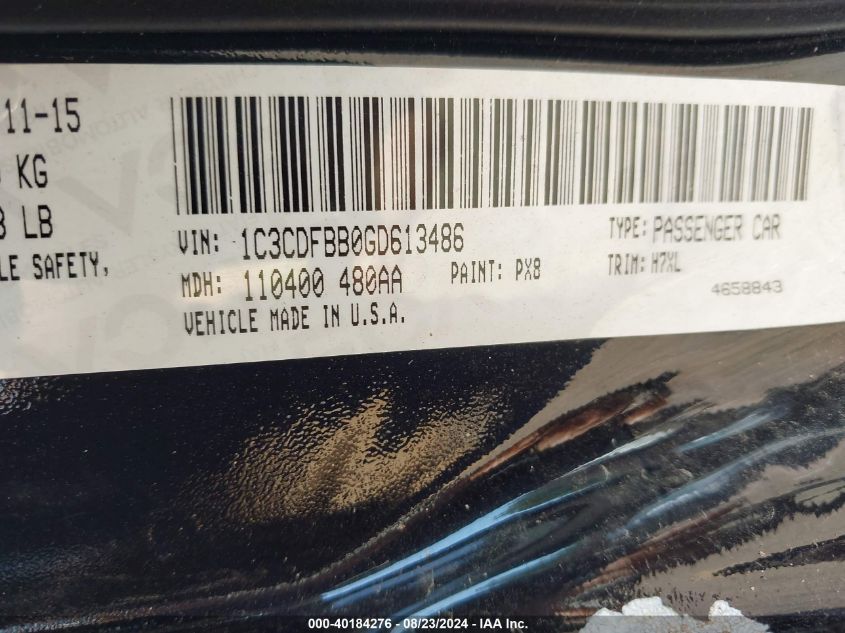 11-15
KG
LB
LE SAFETY,
VIN: 1C3CDFBB0GD613486 TYPE: PASSENGER CAR
MDH: 110400 480AA PAINT: PX8 TRIM: H7XL
4658843
VEHICLE MADE IN U.S.A.
000-40184276 - 08/23/2024 - IAA Inc.